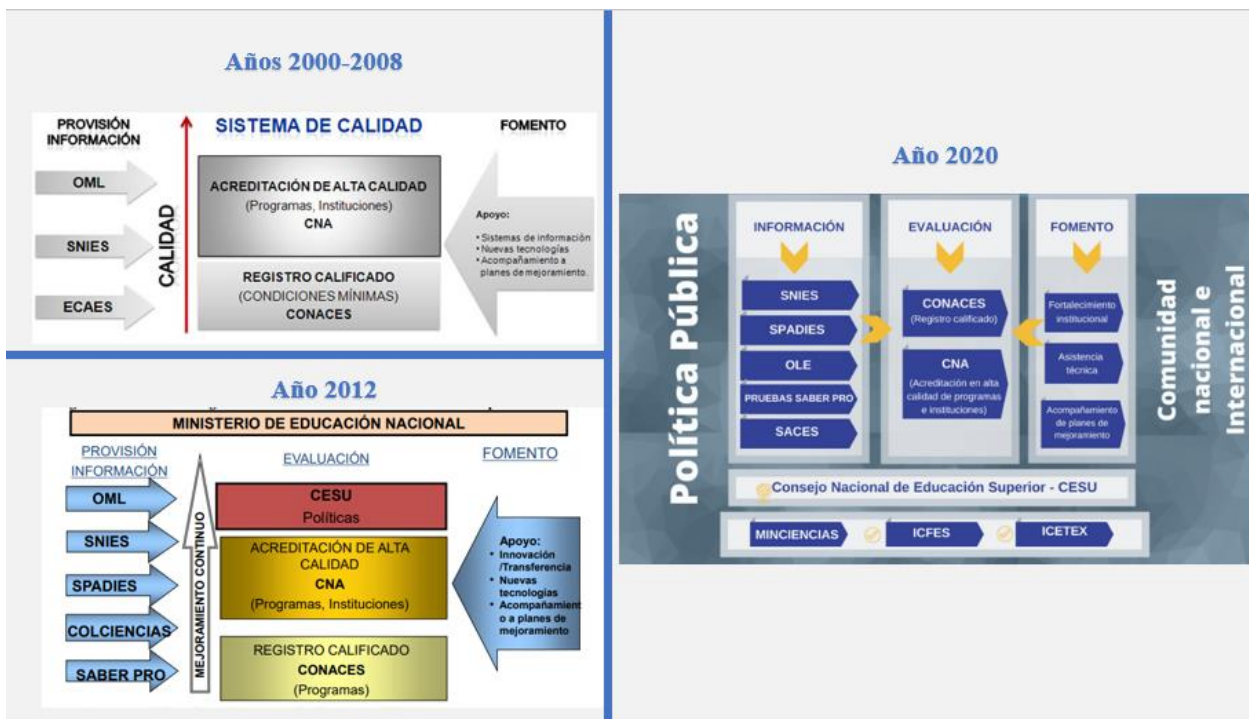 Años 2000-2008
PROVISIÓN
INFORMACIÓN
OML
SNIES
ECAES
CALIDAD
SISTEMA DE CALIDAD
ACREDITACIÓN DE ALTA CALIDAD
(Programas, Instituciones)
CNA
REGISTRO CALIFICADO
(CONDICIONES MÍNIMAS)
CONACES
FOMENTO
Apoyo:
• Sistemas de información
• Nuevas tecnologías
• Acompañamiento a
planes de mejoramiento.
Año 2012
MINISTERIO DE EDUCACIÓN NACIONAL
PROVISIÓN
INFORMACIÓN
OML
SNIES
SPADIES
COLCIENCIAS
SABER PRO
MEJORAMIENTO CONTINUO
EVALUACIÓN
CESU
Políticas
ACREDITACIÓN DE ALTA
CALIDAD
CNA
(Programas, Instituciones)
REGISTRO CALIFICADO
CONACES
(Programas)
FOMENTO
Apoyo:
• Innovación
/Transferencia
• Nuevas
tecnologías
• Acompañamient
o a planes de
mejoramiento
Año 2020
Política Pública
INFORMACIÓN
SNIES
SPADIES
OLE
PRUEBAS SABER PRO
SACES
EVALUACIÓN
CONACES
(Registro calificado)
CNA
(Acreditación en alta
calidad de programas
e instituciones)
FOMENTO
Fortalecimiento
institucional
Asistencia
técnica
Acompañamiento
de planes de
mejoramiento
Comunidad
nacional e
Internacional
Consejo Nacional de Educación Superior - CESU
MINCIENCIAS
ICFES
ICETEX